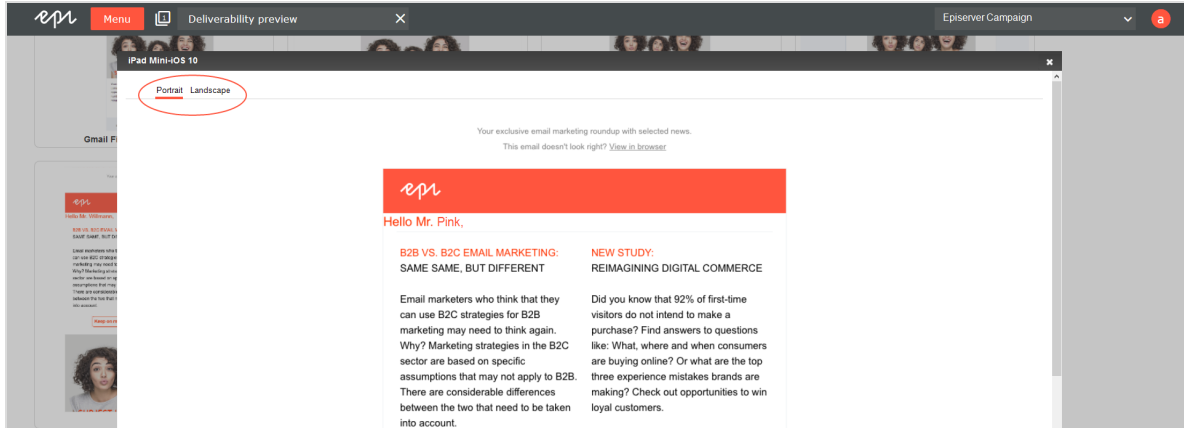 epi
Menu
1
Deliverability preview
Episerver Campaign
a
iPad Mini-iOS 10
Portrait Landscape
Gmail Fi
Your exclusive email marketing roundup with selected news.
This email doesn't look right? View in browser
epi
Hello Mr. Pink,
B2B VS. B2C EMAIL MARKETING:
SAME SAME, BUT DIFFERENT
Email marketers who think that they
can use B2C strategies for B2B
marketing may need to think again.
Why? Marketing strategies in the B2C
sector are based on specific
assumptions that may not apply to B2B.
There are considerable differences
between the two that need to be taken
into account.
NEW STUDY:
REIMAGINING DIGITAL COMMERCE
Did you know that 92% of first-time
visitors do not intend to make a
purchase? Find answers to questions
like: What, where and when consumers
are buying online? Or what are the top
three experience mistakes brands are
making? Check out opportunities to win
loyal customers.
epi
Hello Mr. Willmann,